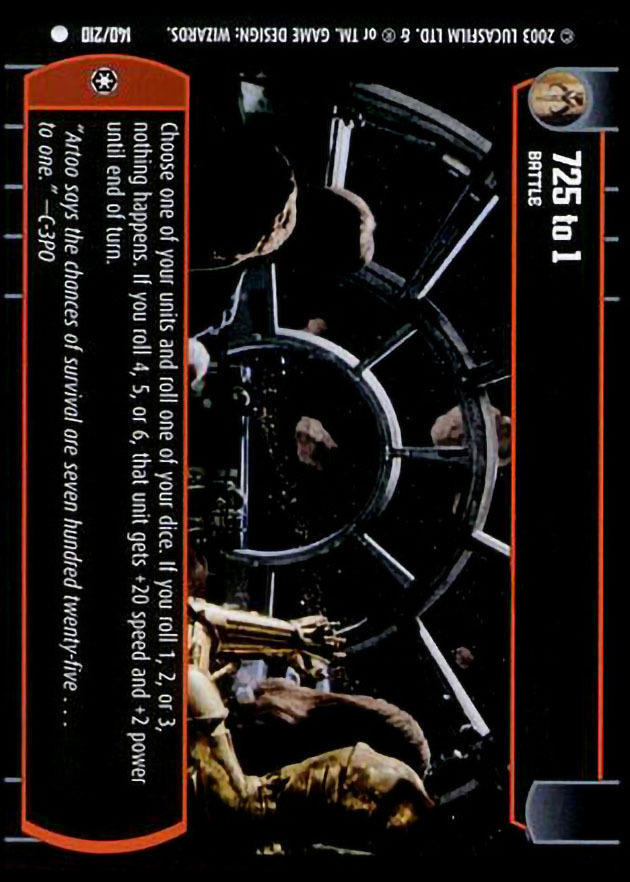 725 to 1
BATTLE
Choose one of your units and roll one of your dice. If you roll 1, 2, or 3,
nothing happens. If you roll 4, 5, or 6, that unit gets +20 speed and +2 power
until end of turn.
"Artoo says the chances of survival are seven hundred twenty-five . . .
to one." —C-3PO
© 2003 LUCASFILM LTD. & ® or TM. GAME DESIGN: WIZARDS.
140/210